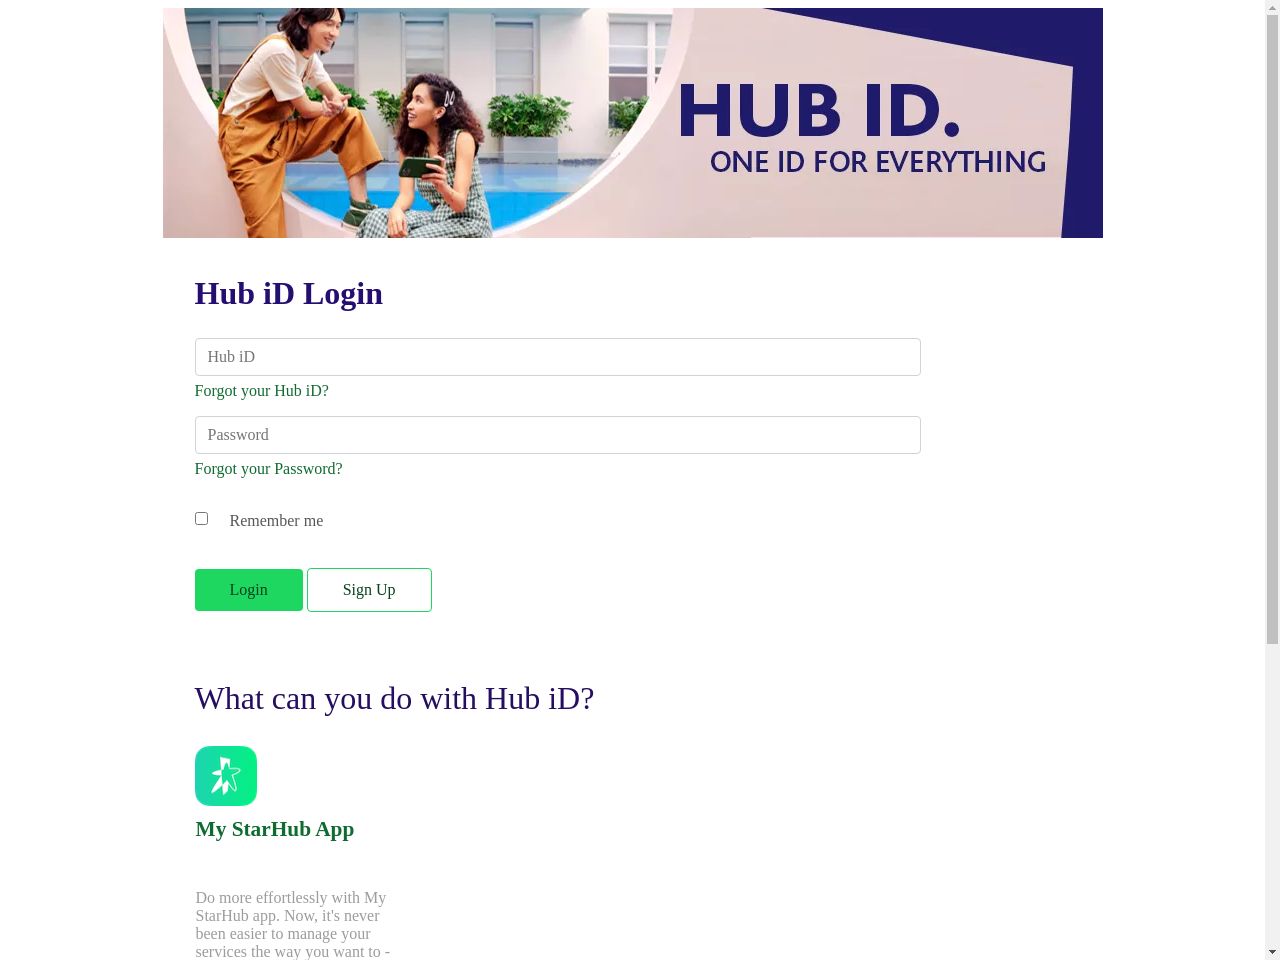 HUB ID.
ONE ID FOR EVERYTHING
Hub iD Login
Hub iD
Forgot your Hub iD?
Password
Forgot your Password?
Remember me
Login
Sign Up
What can you do with Hub iD?
My StarHub App
Do more effortlessly with My
StarHub app. Now, it's never
been easier to manage your
services the way you want to -